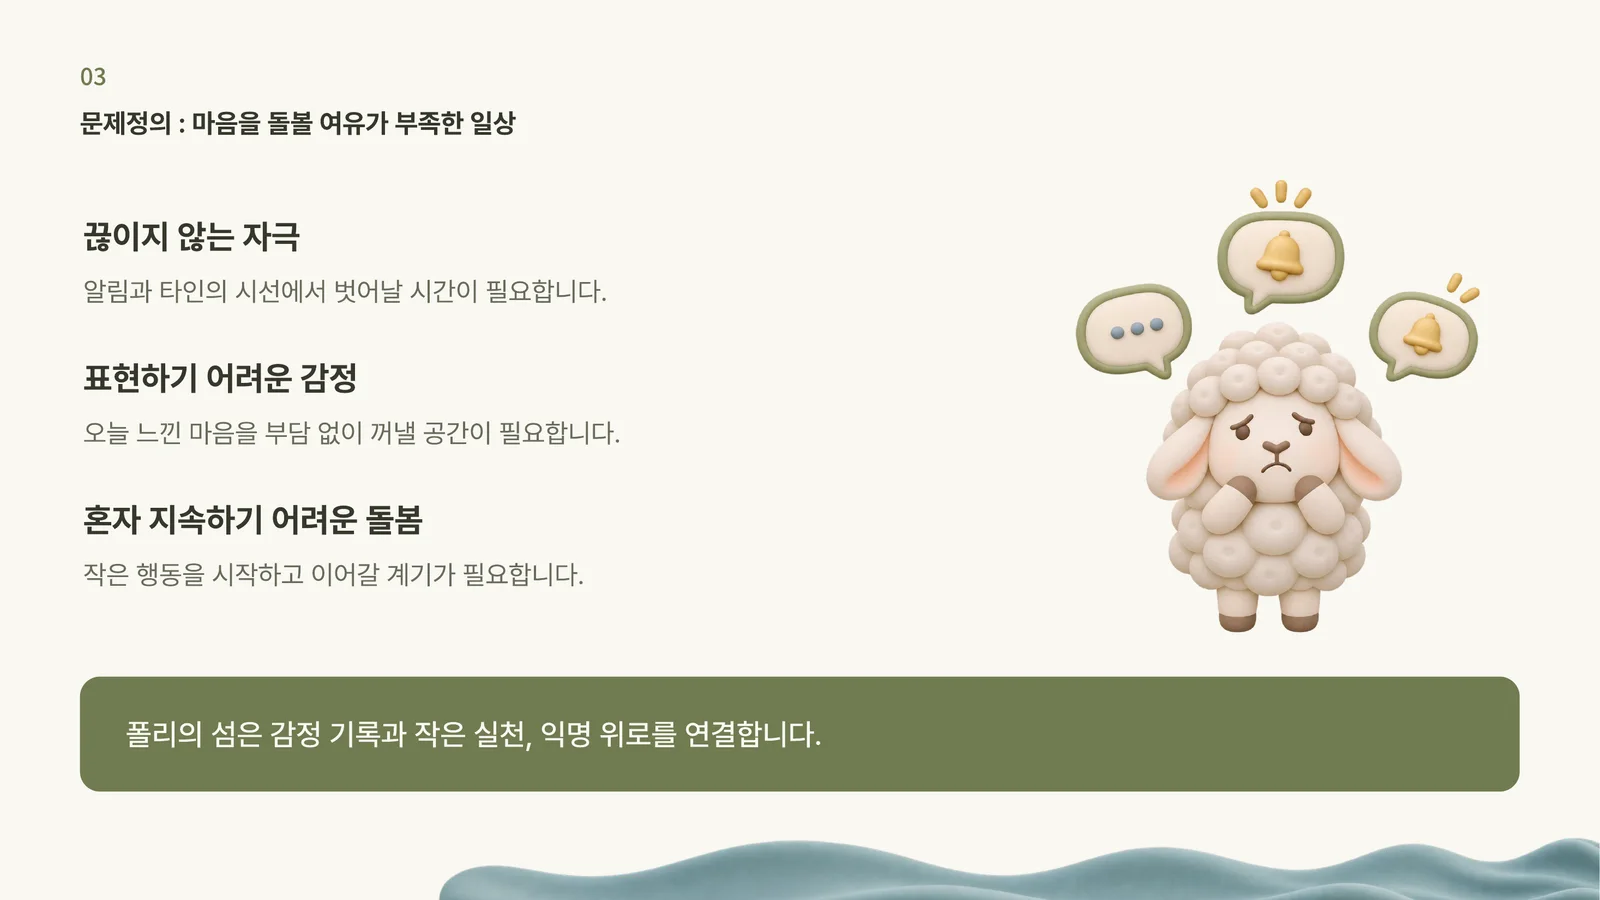 03
문제정의 : 마음을 돌볼 여유가 부족한 일상
끊이지 않는 자극
알림과 타인의 시선에서 벗어날 시간이 필요합니다.
표현하기 어려운 감정
오늘 느낀 마음을 부담 없이 꺼낼 공간이 필요합니다.
혼자 지속하기 어려운 돌봄
작은 행동을 시작하고 이어갈 계기가 필요합니다.
폴리의 섬은 감정 기록과 작은 실천, 익명 위로를 연결합니다.